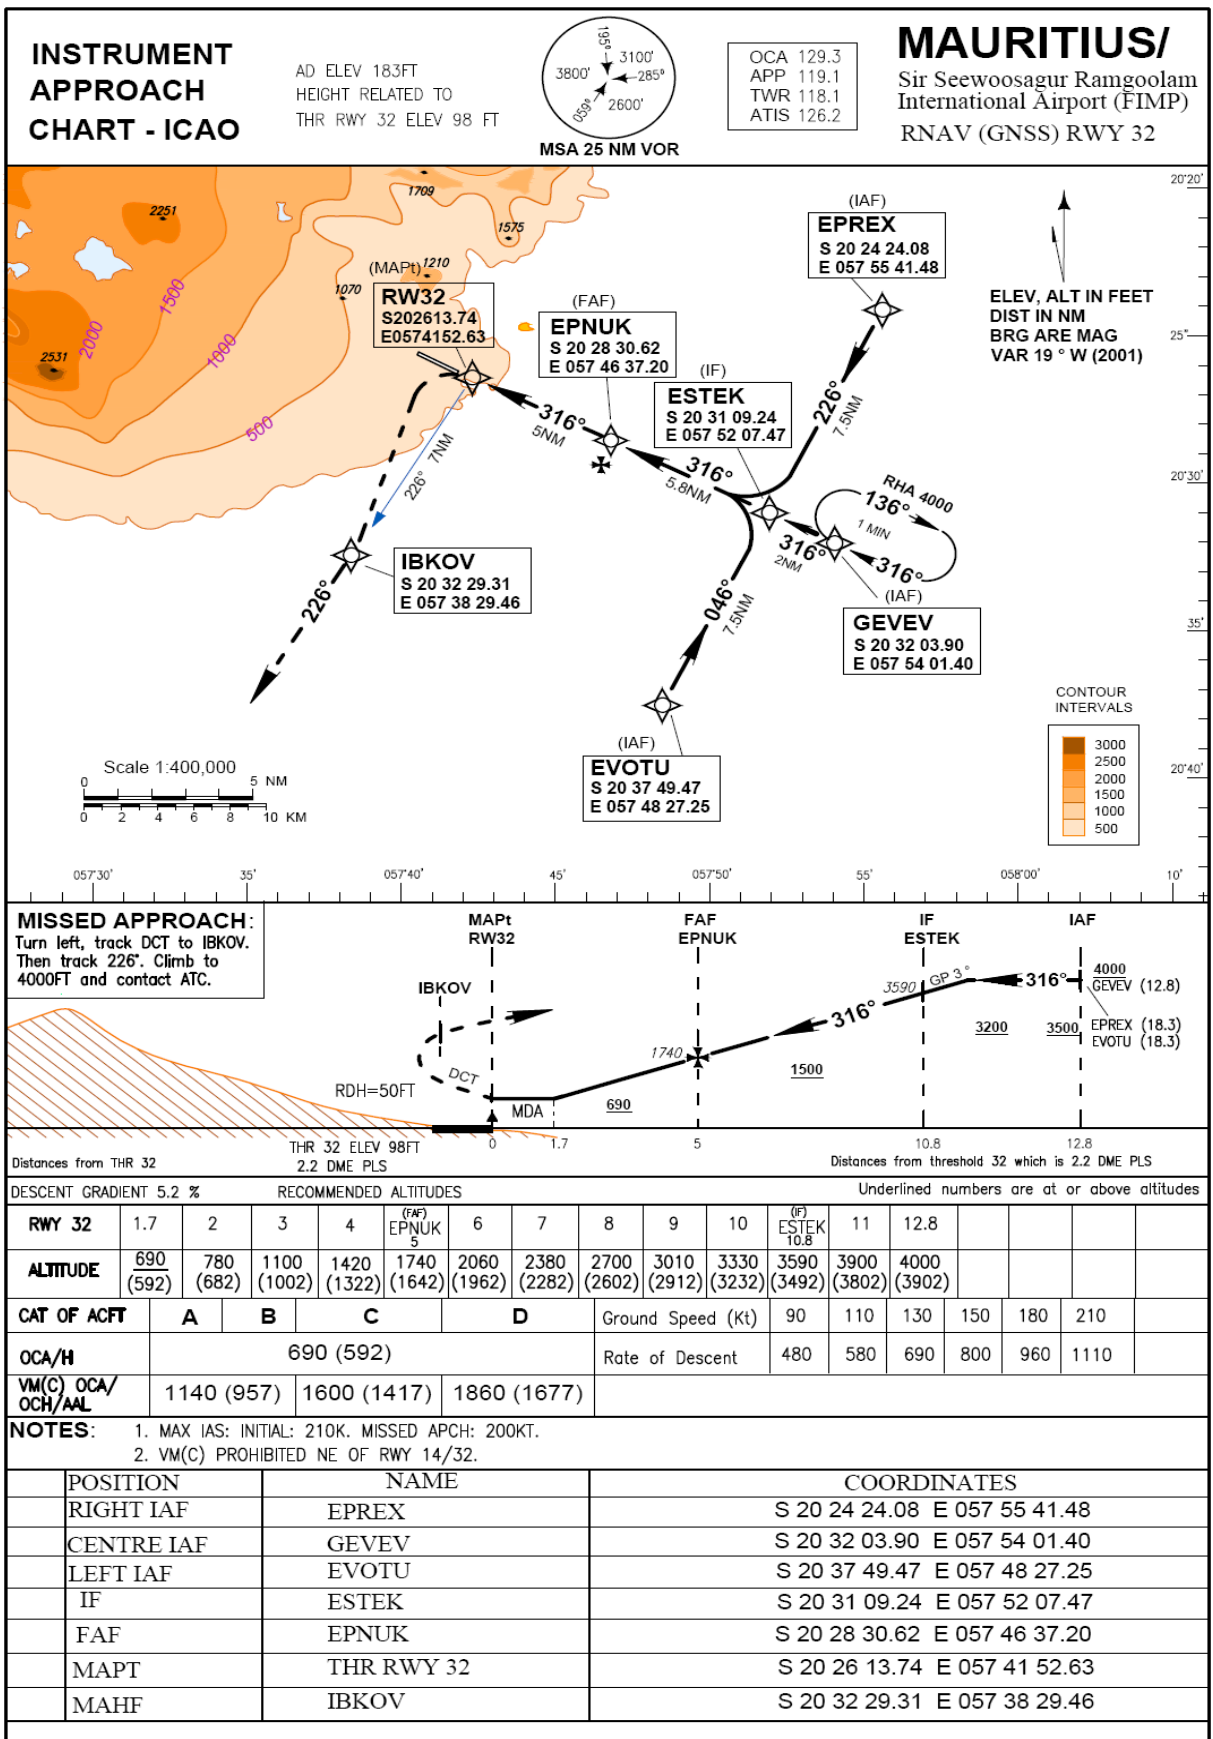 INSTRUMENT
APPROACH
CHART - ICAO
AD ELEV 183FT
HEIGHT RELATED TO
THR RWY 32 ELEV 98 FT
195°
3100'
3800'
285°
059°
2600'
MSA 25 NM VOR
OCA 129.3
APP 119.1
TWR 118.1
ATIS 126.2
MAURITIUS/
Sir Seewoosagur Ramgoolam
International Airport (FIMP)
RNAV (GNSS) RWY 32
20°20'
1709
2251
1575
(IAF)
EPREX
S 20 24 24.08
E 057 55 41.48
(MAPt)
1210
1070
RW32
S202613.74
E0574152.63
1500
2000
1000
2531
500
(FAF)
EPNUK
S 20 28 30.62
E 057 46 37.20
ELEV, ALT IN FEET
DIST IN NM
BRG ARE MAG
VAR 19 ° W (2001)
25"
(IF)
ESTEK
S 20 31 09.24
E 057 52 07.47
226°
7.5NM
316°
5NM
226° 7NM
316°
5.8NM
20°30'
RHA 4000
136°
1 MIN
316°
316°
2NM
IBKOV
S 20 32 29.31
E 057 38 29.46
226°
046°
7.5NM
(IAF)
GEVEV
S 20 32 03.90
E 057 54 01.40
35'
(IAF)
EVOTU
S 20 37 49.47
E 057 48 27.25
CONTOUR
INTERVALS
3000
2500
2000
1500
1000
500
20°40'
Scale 1:400,000
0 5 NM
0 2 4 6 8 10 KM
057°30' 35' 057°40' 45' 057°50' 55' 058°00' 10'
MISSED APPROACH:
Turn left, track DCT to IBKOV.
Then track 226°. Climb to
4000FT and contact ATC.
MAPt
RW32
FAF
EPNUK
IF
ESTEK
IAF
IBKOV
3590
GP 3°
316°
4000
GEVEV (12.8)
316°
3200
3500
EPREX (18.3)
EVOTU (18.3)
1740
1500
DCT
RDH=50FT
MDA
690
THR 32 ELEV 98FT
2.2 DME PLS
0 1.7 5 10.8 12.8
Distances from THR 32
Distances from threshold 32 which is 2.2 DME PLS
DESCENT GRADIENT 5.2 % RECOMMENDED ALTITUDES Underlined numbers are at or above altitudes
RWY 32 1.7 2 3 4 (FAF) EPNUK 5 6 7 8 9 10 (IF) ESTEK 10.8 11 12.8
ALTITUDE 690 780 1100 1420 1740 2060 2380 2700 3010 3330 3590 3900 4000
(592) (682) (1002) (1322) (1642) (1962) (2282) (2602) (2912) (3232) (3492) (3802) (3902)
CAT OF ACFT A B C D Ground Speed (Kt) 90 110 130 150 180 210
OCA/H 690 (592) Rate of Descent 480 580 690 800 960 1110
VM(C) OCA/
OCH/AAL 1140 (957) 1600 (1417) 1860 (1677)
NOTES: 1. MAX IAS: INITIAL: 210K. MISSED APCH: 200KT.
2. VM(C) PROHIBITED NE OF RWY 14/32.
POSITION NAME COORDINATES
RIGHT IAF EPREX S 20 24 24.08 E 057 55 41.48
CENTRE IAF GEVEV S 20 32 03.90 E 057 54 01.40
LEFT IAF EVOTU S 20 37 49.47 E 057 48 27.25
IF ESTEK S 20 31 09.24 E 057 52 07.47
FAF EPNUK S 20 28 30.62 E 057 46 37.20
MAPT THR RWY 32 S 20 26 13.74 E 057 41 52.63
MAHF IBKOV S 20 32 29.31 E 057 38 29.46